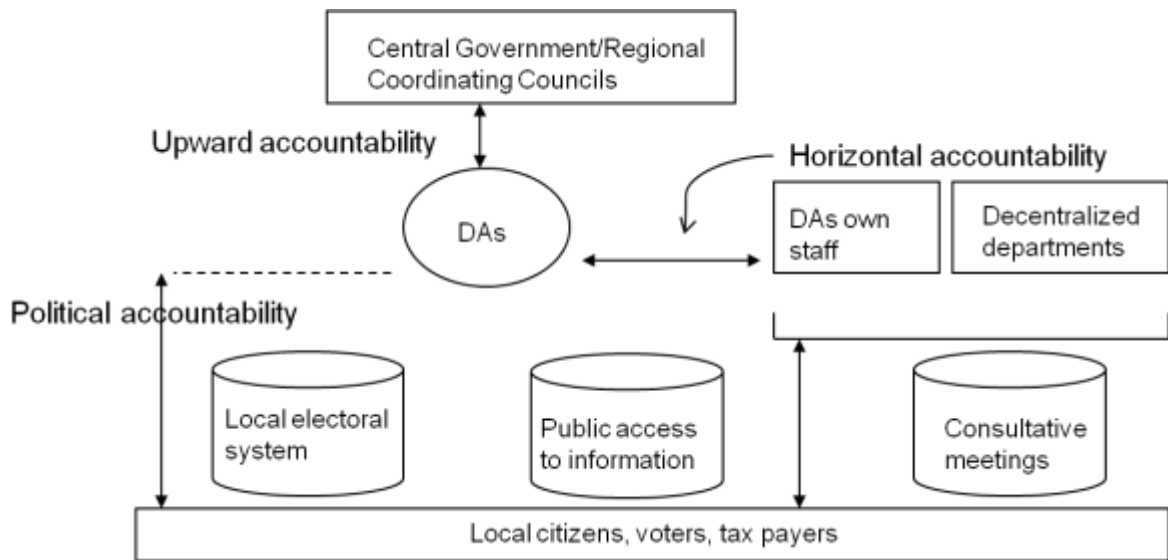 Central Government/Regional
Coordinating Councils
Upward accountability
Horizontal accountability
DAs
DAs own
staff
Decentralized
departments
Political accountability
Local electoral
system
Public access
to information
Consultative
meetings
Local citizens, voters, tax payers